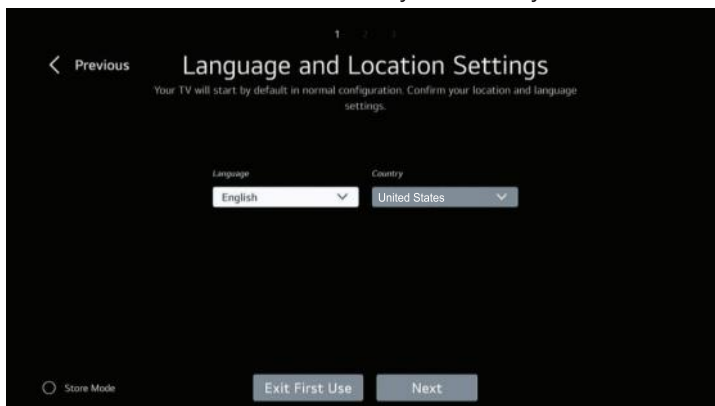 1 2 3
Previous
Language and Location Settings
Your TV will start by default in normal configuration. Confirm your location and language
settings.
Language Country
English United States
Store Mode Exit First Use Next